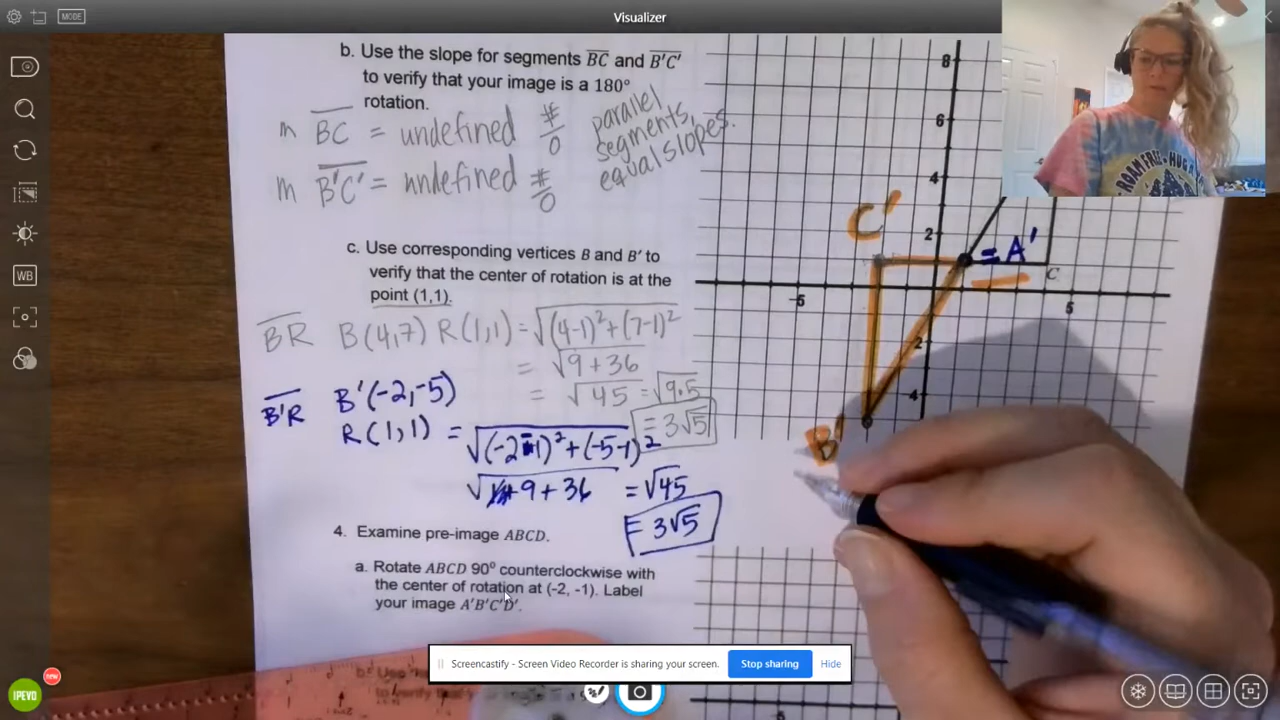 MODE
Visualizer
b. Use the slope for segments BC and B'C'
to verify that your image is a 180°
rotation.
m BC = undefined #/0
m B'C' = undefined #/0
parallel
segments,
equal slopes.
c. Use corresponding vertices B and B' to
verify that the center of rotation is at the
point (1,1).
BR B(4,7) R(1,1) = √(4-1)²+(7-1)²
= √9+36
= √45 = √9·5
= 3√5
B'R B'(-2,-5)
R(1,1) = √(-2-1)²+(-5-1)²
√9+36 = √45
= 3√5
4. Examine pre-image ABCD.
a. Rotate ABCD 90° counterclockwise with
the center of rotation at (-2, -1). Label
your image A'B'C'D'.
8
6
4
2
-5
5
2
4
C'
= A'
C
B'
ROAM FREE
WB
IPEVO
new
Screencastify - Screen Video Recorder is sharing your screen.
Stop sharing
Hide